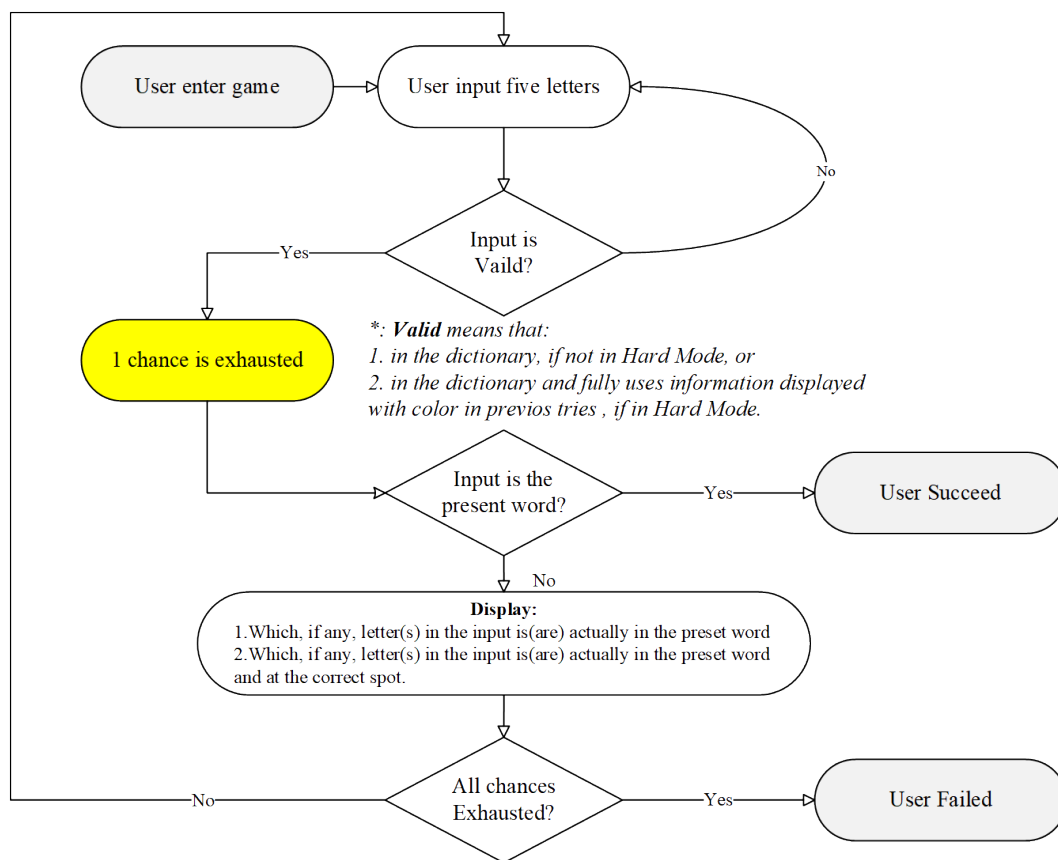 User enter game
User input five letters
No
Input is
Vaild?
Yes
1 chance is exhausted
*: Valid means that:
1. in the dictionary, if not in Hard Mode, or
2. in the dictionary and fully uses information displayed
with color in previos tries , if in Hard Mode.
Input is the
present word?
Yes
User Succeed
No
Display:
1.Which, if any, letter(s) in the input is(are) actually in the preset word
2.Which, if any, letter(s) in the input is(are) actually in the preset word
and at the correct spot.
All chances
Exhausted?
No
Yes
User Failed